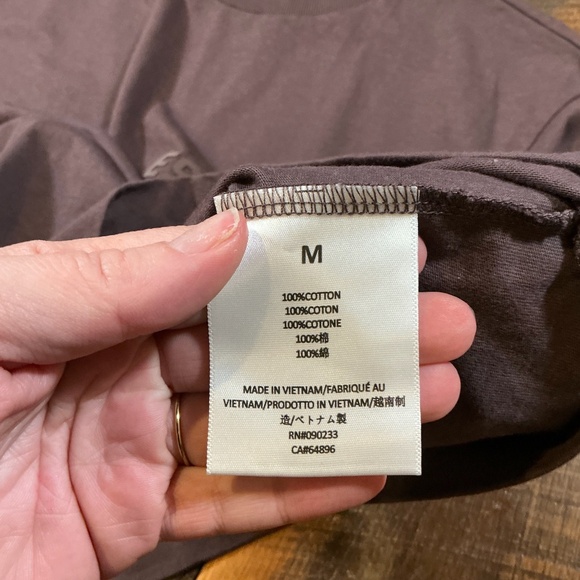 M
100%COTTON
100%COTON
100%COTONE
100%棉
100%綿
MADE IN VIETNAM/FABRIQUÉ AU
VIETNAM/PRODOTTO IN VIETNAM/越南制
造/ベトナム製
RN#090233
CA#64896